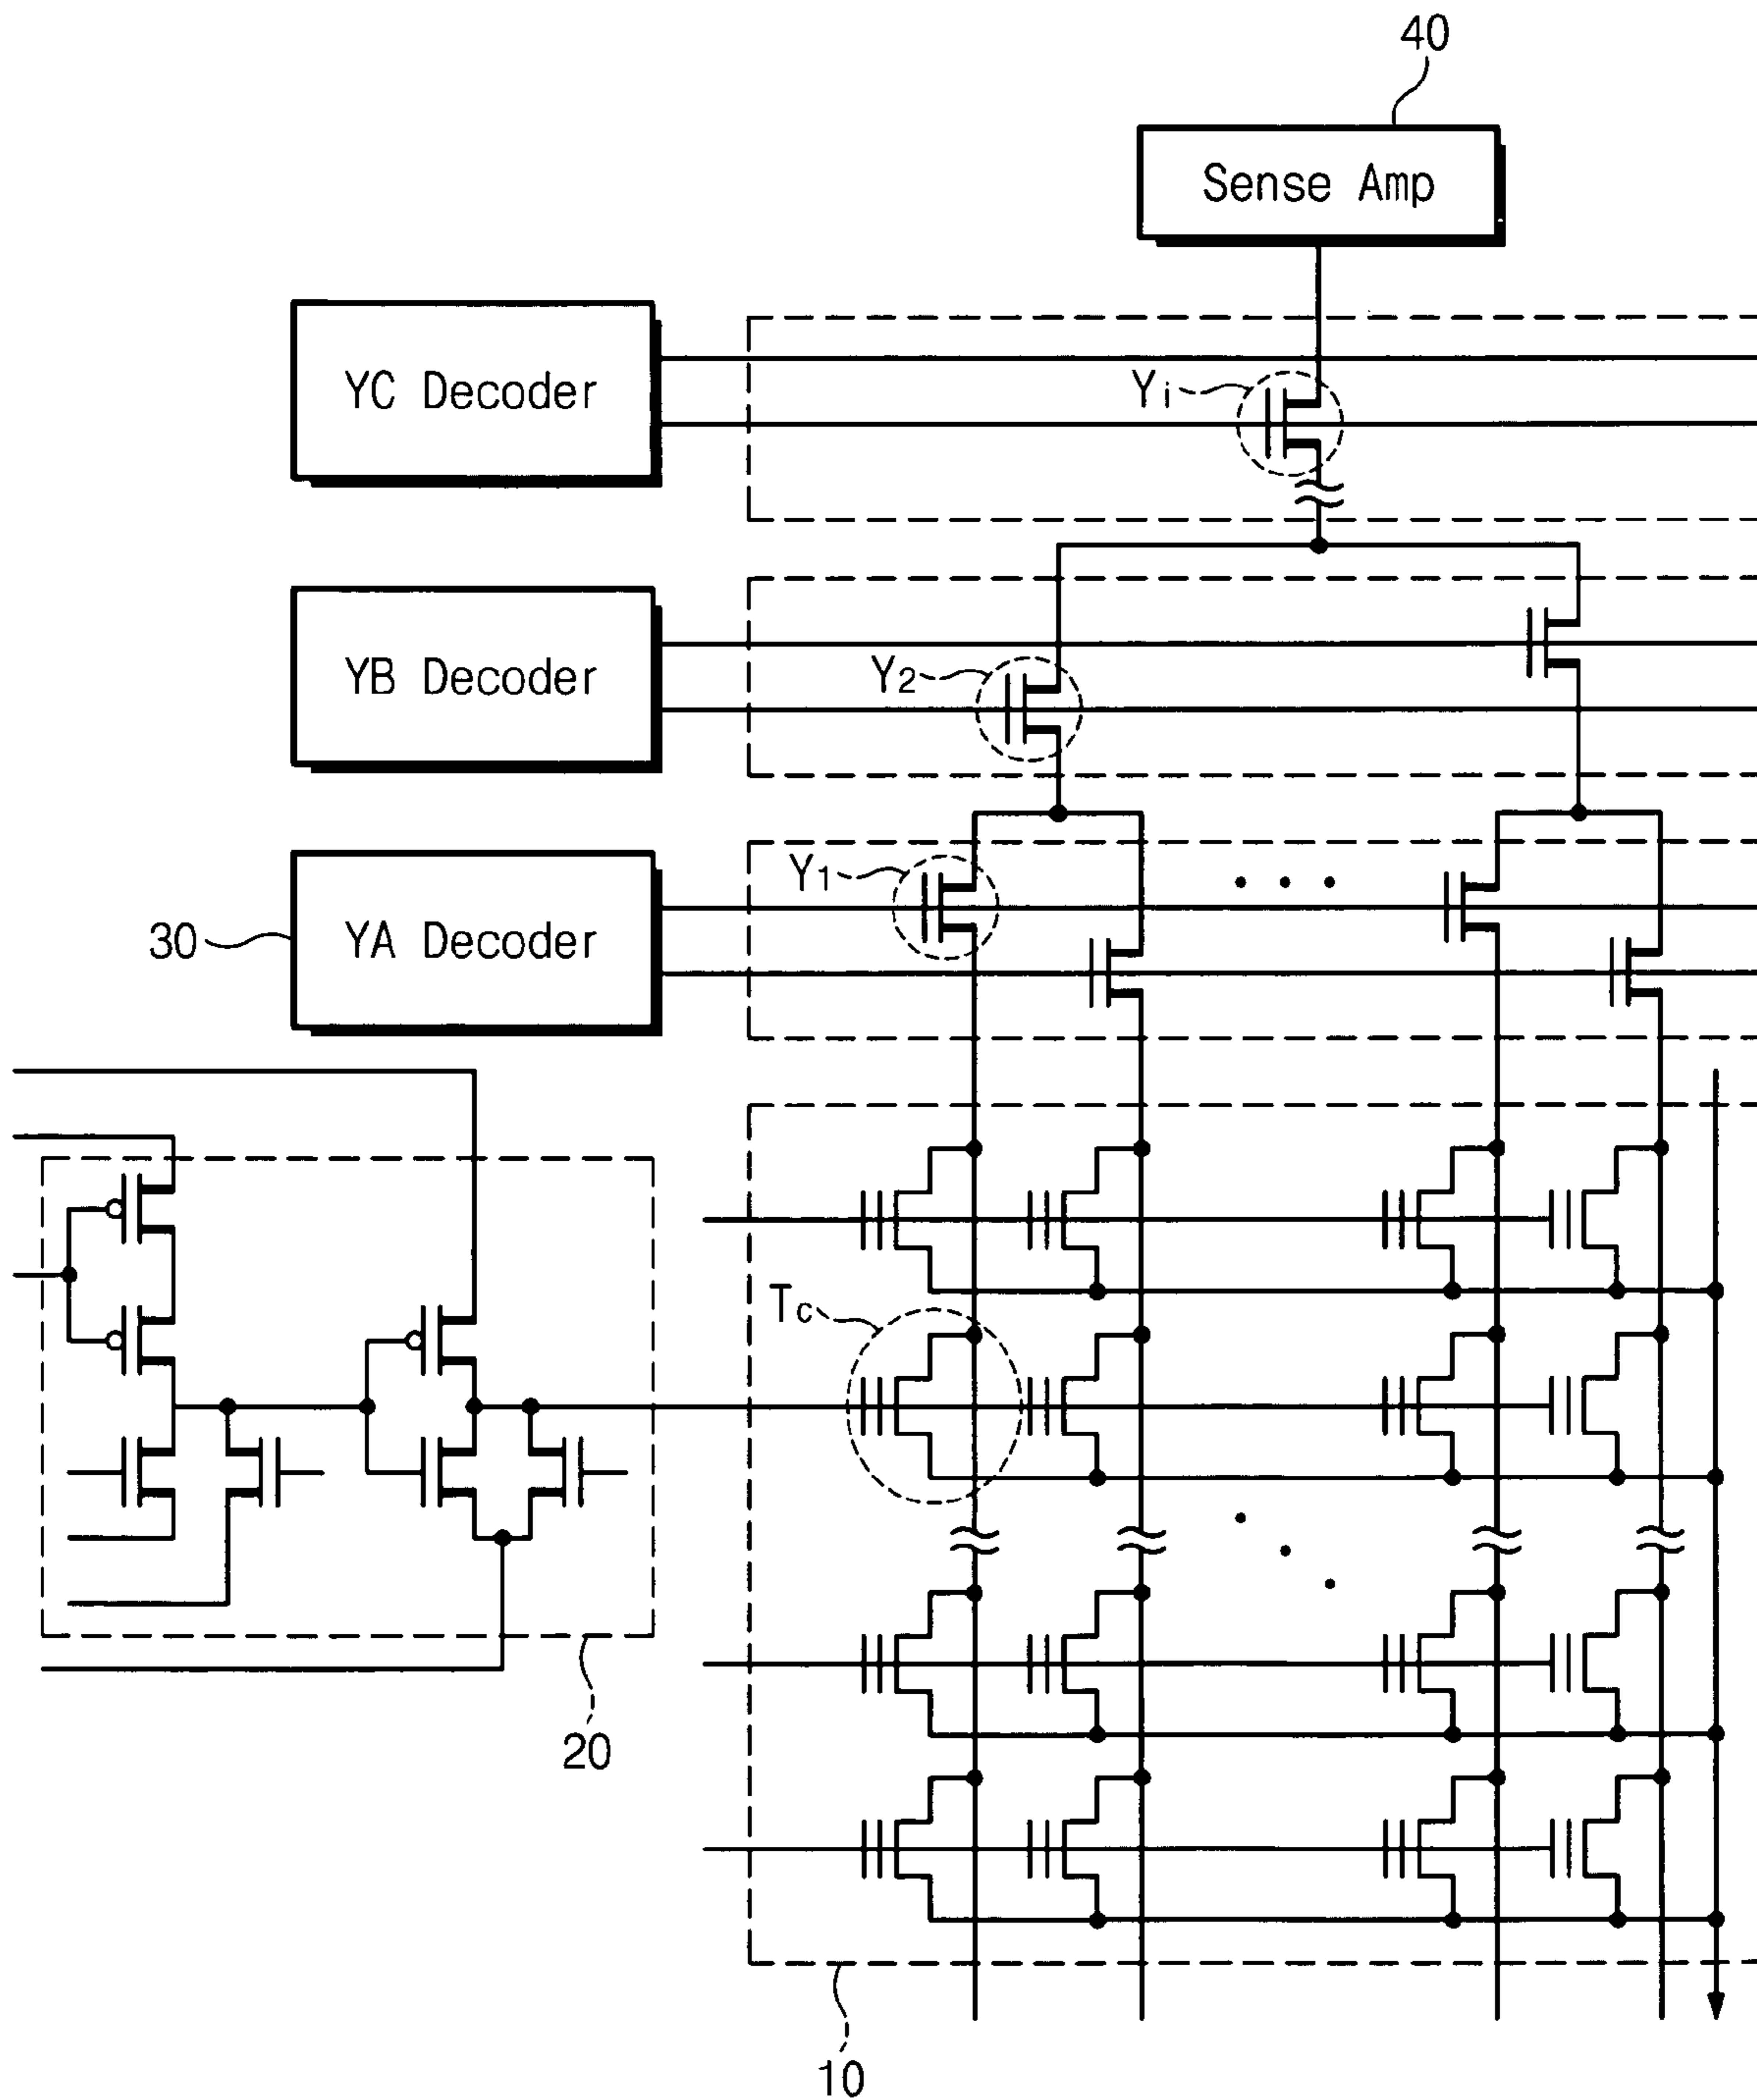 40
Sense Amp
YC Decoder
Yi
YB Decoder
Y2
Y1
30
YA Decoder
Tc
20
10